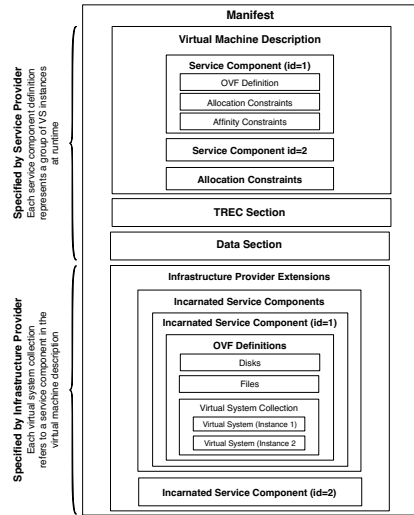 Manifest
Virtual Machine Description
Service Component (id=1)
OVF Definition
Allocation Constraints
Affinity Constraints
Service Component id=2
Allocation Constraints
TREC Section
Data Section
Specified by Service Provider
Each service component definition
represents a group of VS instances
at runtime
Infrastructure Provider Extensions
Incarnated Service Components
Incarnated Service Component (id=1)
OVF Definitions
Disks
Files
Virtual System Collection
Virtual System (Instance 1)
Virtual System (Instance 2
Incarnated Service Component (id=2)
Specified by Infrastructure Provider
Each virtual system collection
refers to a service component in the
virtual machine description